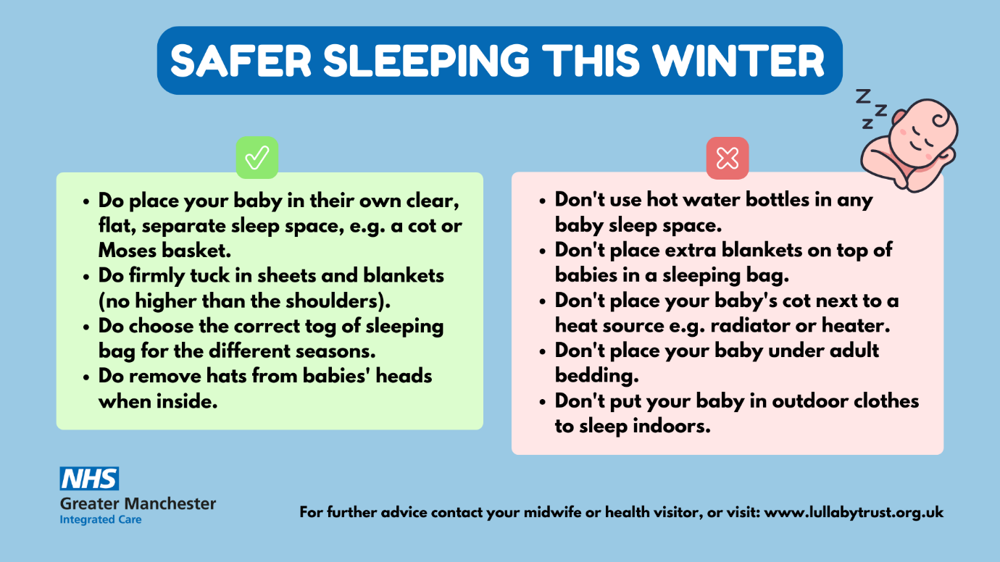 SAFER SLEEPING THIS WINTER
Z
Z
Z
• Do place your baby in their own clear,
flat, separate sleep space, e.g. a cot or
Moses basket.
• Do firmly tuck in sheets and blankets
(no higher than the shoulders).
• Do choose the correct tog of sleeping
bag for the different seasons.
• Do remove hats from babies' heads
when inside.
• Don't use hot water bottles in any
baby sleep space.
• Don't place extra blankets on top of
babies in a sleeping bag.
• Don't place your baby's cot next to a
heat source e.g. radiator or heater.
• Don't place your baby under adult
bedding.
• Don't put your baby in outdoor clothes
to sleep indoors.
NHS
Greater Manchester
Integrated Care
For further advice contact your midwife or health visitor, or visit: www.lullabytrust.org.uk